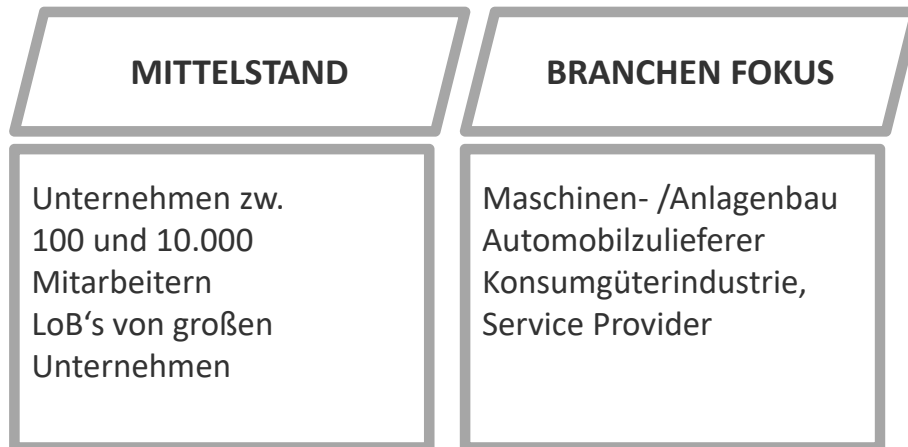 MITTELSTAND
Unternehmen zw.
100 und 10.000
Mitarbeitern
LoB‘s von großen
Unternehmen
BRANCHEN FOKUS
Maschinen- /Anlagenbau
Automobilzulieferer
Konsumgüterindustrie,
Service Provider